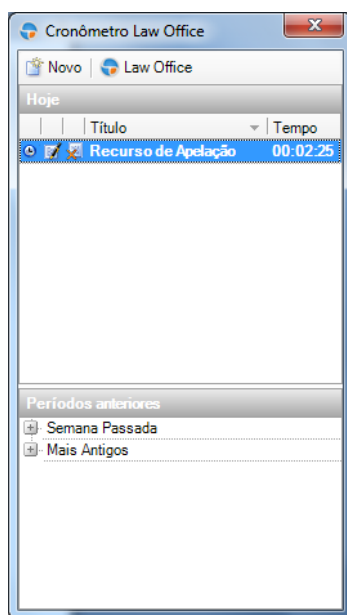 Cronômetro Law Office
Novo Law Office
Hoje
Título Tempo
Recurso de Apelação 00:02:25
Períodos anteriores
Semana Passada
Mais Antigos